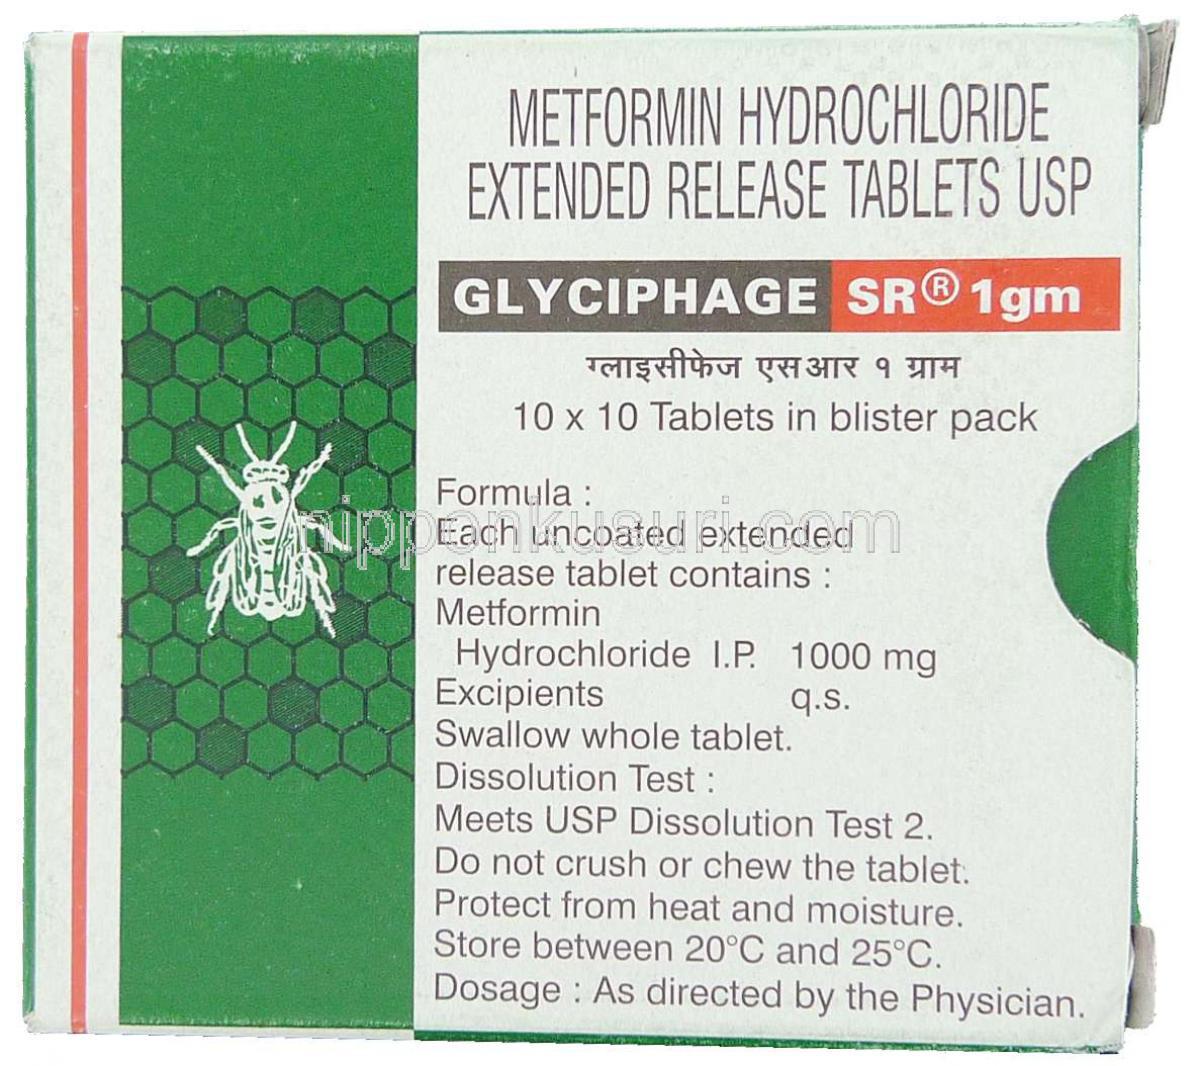 METFORMIN HYDROCHLORIDE
EXTENDED RELEASE TABLETS USP
GLYCIPHAGE SR® 1gm
ग्लाइसीफेज एस आर १ ग्राम
10 x 10 Tablets in blister pack
Formula :
nipponkusuri.com
Each uncoated extended
release tablet contains :
Metformin
Hydrochloride I.P. 1000 mg
Excipients q.s.
Swallow whole tablet.
Dissolution Test :
Meets USP Dissolution Test 2.
Do not crush or chew the tablet.
Protect from heat and moisture.
Store between 20°C and 25°C.
Dosage : As directed by the Physician.